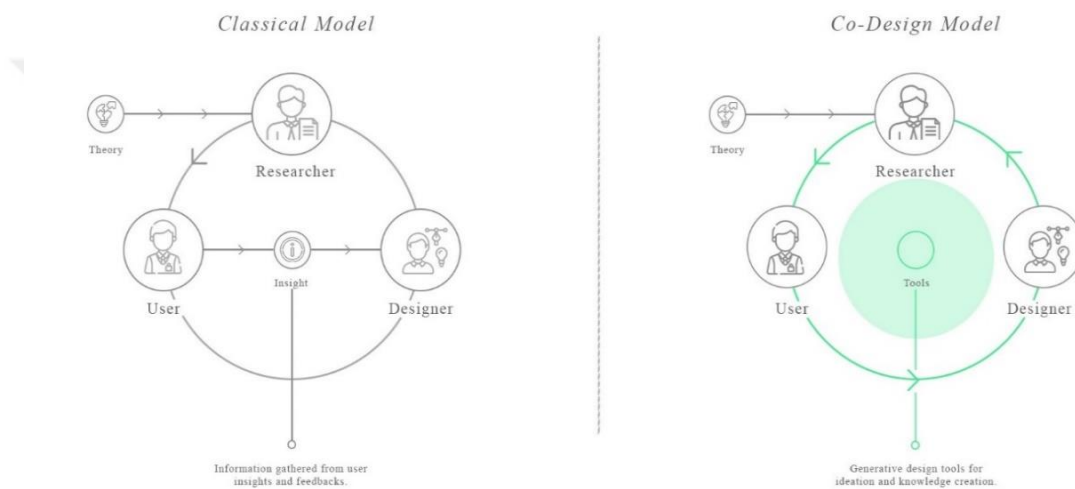 Classical Model
Theory
Researcher
User
Insight
Designer
Information gathered from user
insights and feedbacks.
Co-Design Model
Theory
Researcher
User
Tools
Designer
Generative design tools for
ideation and knowledge creation.